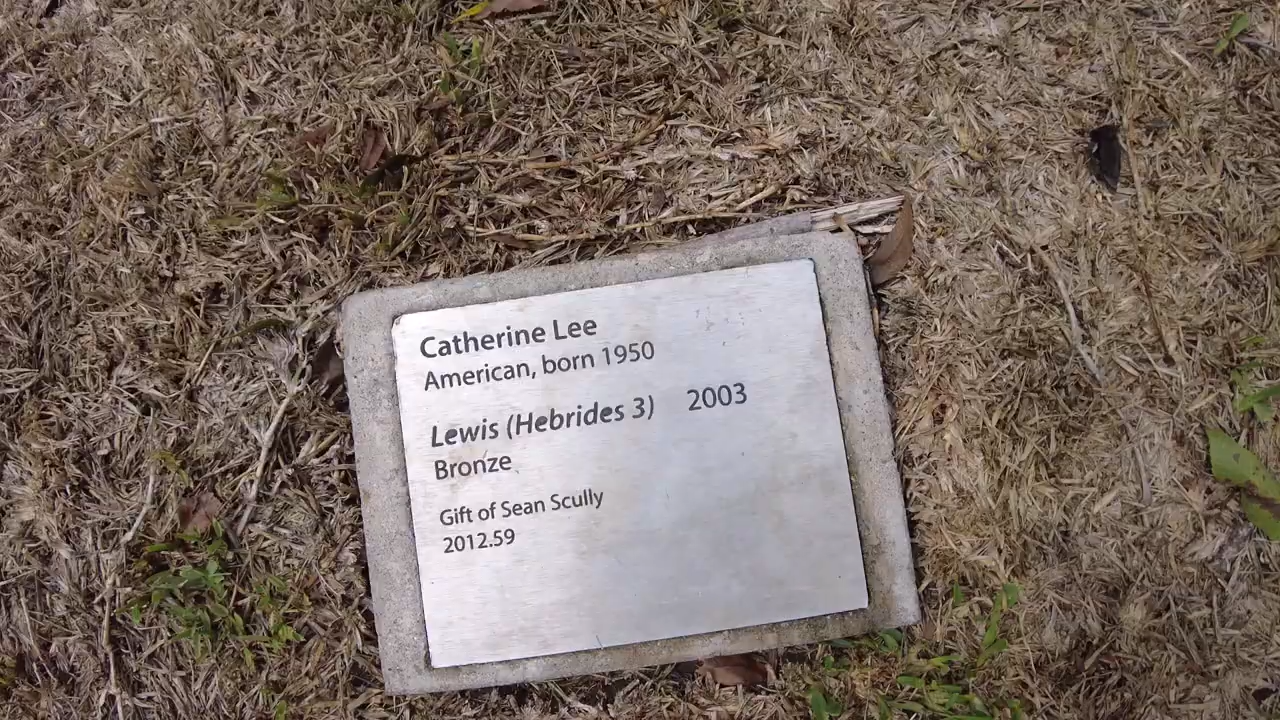 Catherine Lee
American, born 1950
Lewis (Hebrides 3) 2003
Bronze
Gift of Sean Scully
2012.59